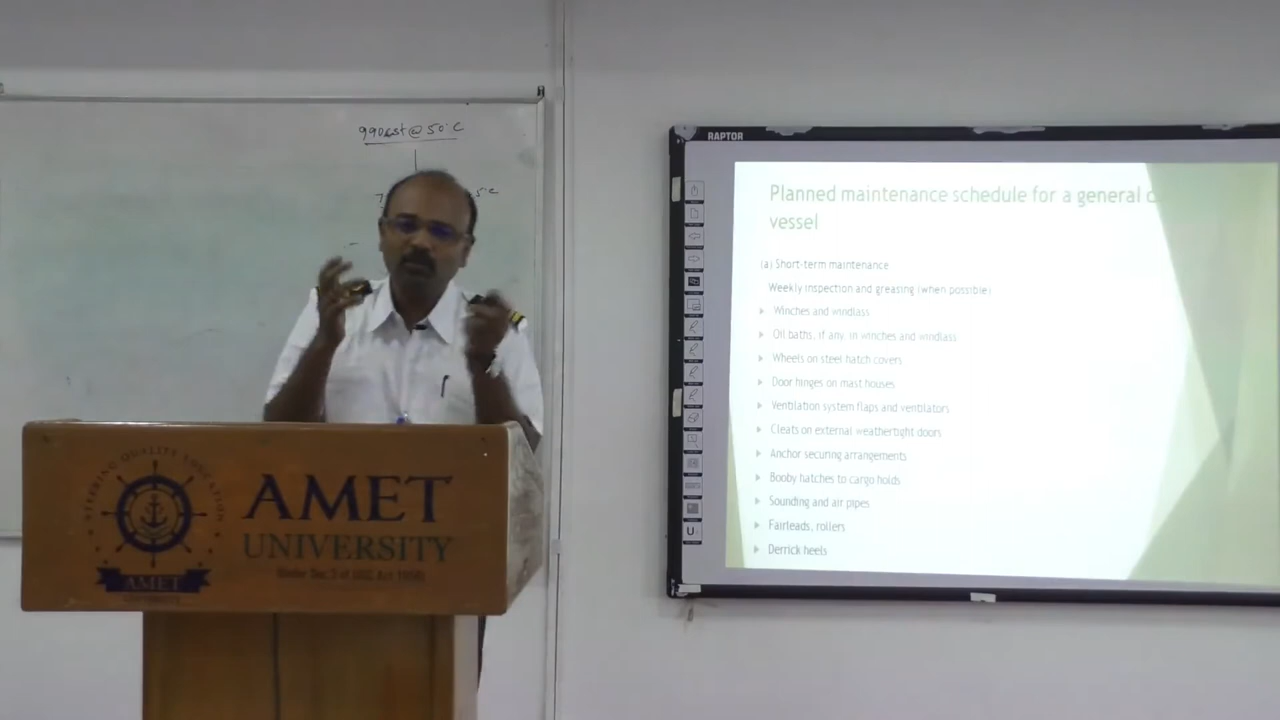 990cst@50°C
5°C
RAPTOR
Planned maintenance schedule for a general
vessel
(a) Short-term maintenance
Weekly inspection and greasing (when possible)
Winches and windlass
Oil baths, if any, in winches and windlass
Wheels on steel hatch covers
Door hinges on mast houses
Ventilation system flaps and ventilators
Cleats on external weathertight doors
Anchor securing arrangements
Booby hatches to cargo holds
Sounding and air pipes
Fairleads, rollers
Derrick heels
U
QUALITY EDUCATION
AMET
AMET
UNIVERSITY